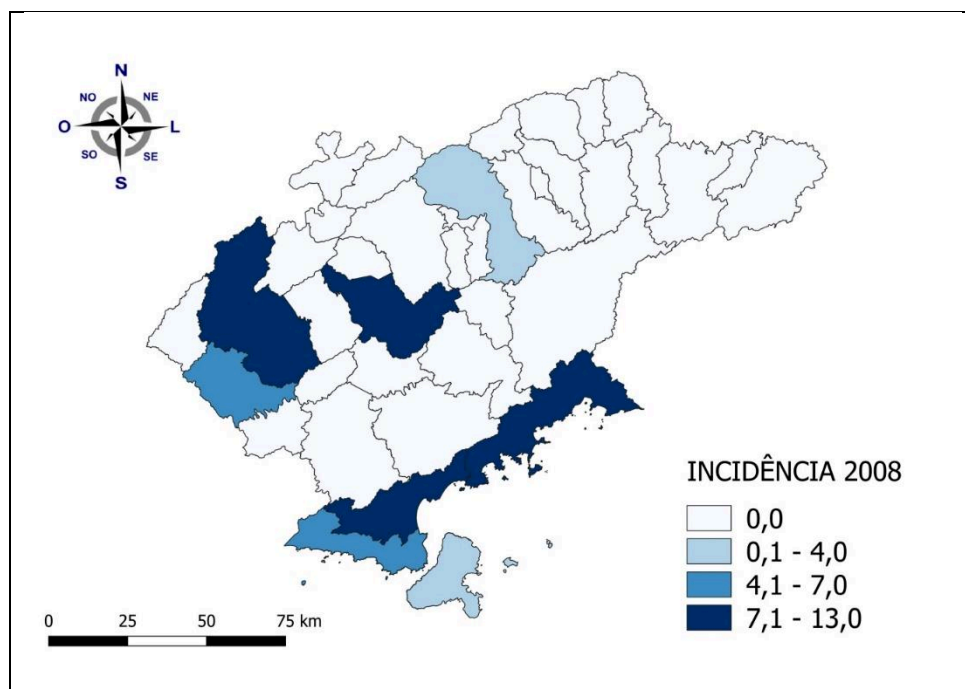 N
NO NE
O L
SO SE
S
INCIDÊNCIA 2008
0,0
0,1 - 4,0
4,1 - 7,0
7,1 - 13,0
0 25 50 75 km